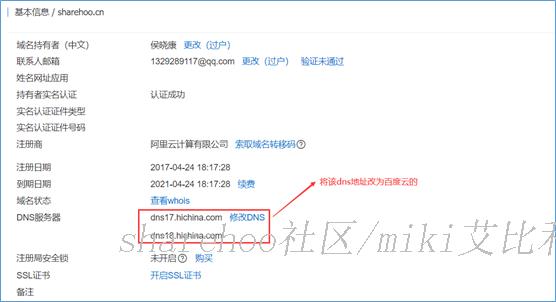 基本信息 / sharehoo.cn
域名持有者（中文） 侯晓康 更改（过户）
联系人邮箱 1329289117@qq.com 更改（过户） 验证未通过
姓名网址应用
持有者实名认证 认证成功
实名认证证件类型
实名认证证件号码
注册商 阿里云计算有限公司 索取域名转移码
注册日期 2017-04-24 18:17:28
到期日期 2021-04-24 18:17:28 续费
将该dns地址改为百度云的
域名状态 查看whois
DNS服务器 dns17.hichina.com 修改DNS
dns18.hichina.com
sharehoo社区/miki艾比利
注册局安全锁 未开启 购买
SSL证书 开启SSL证书
备注